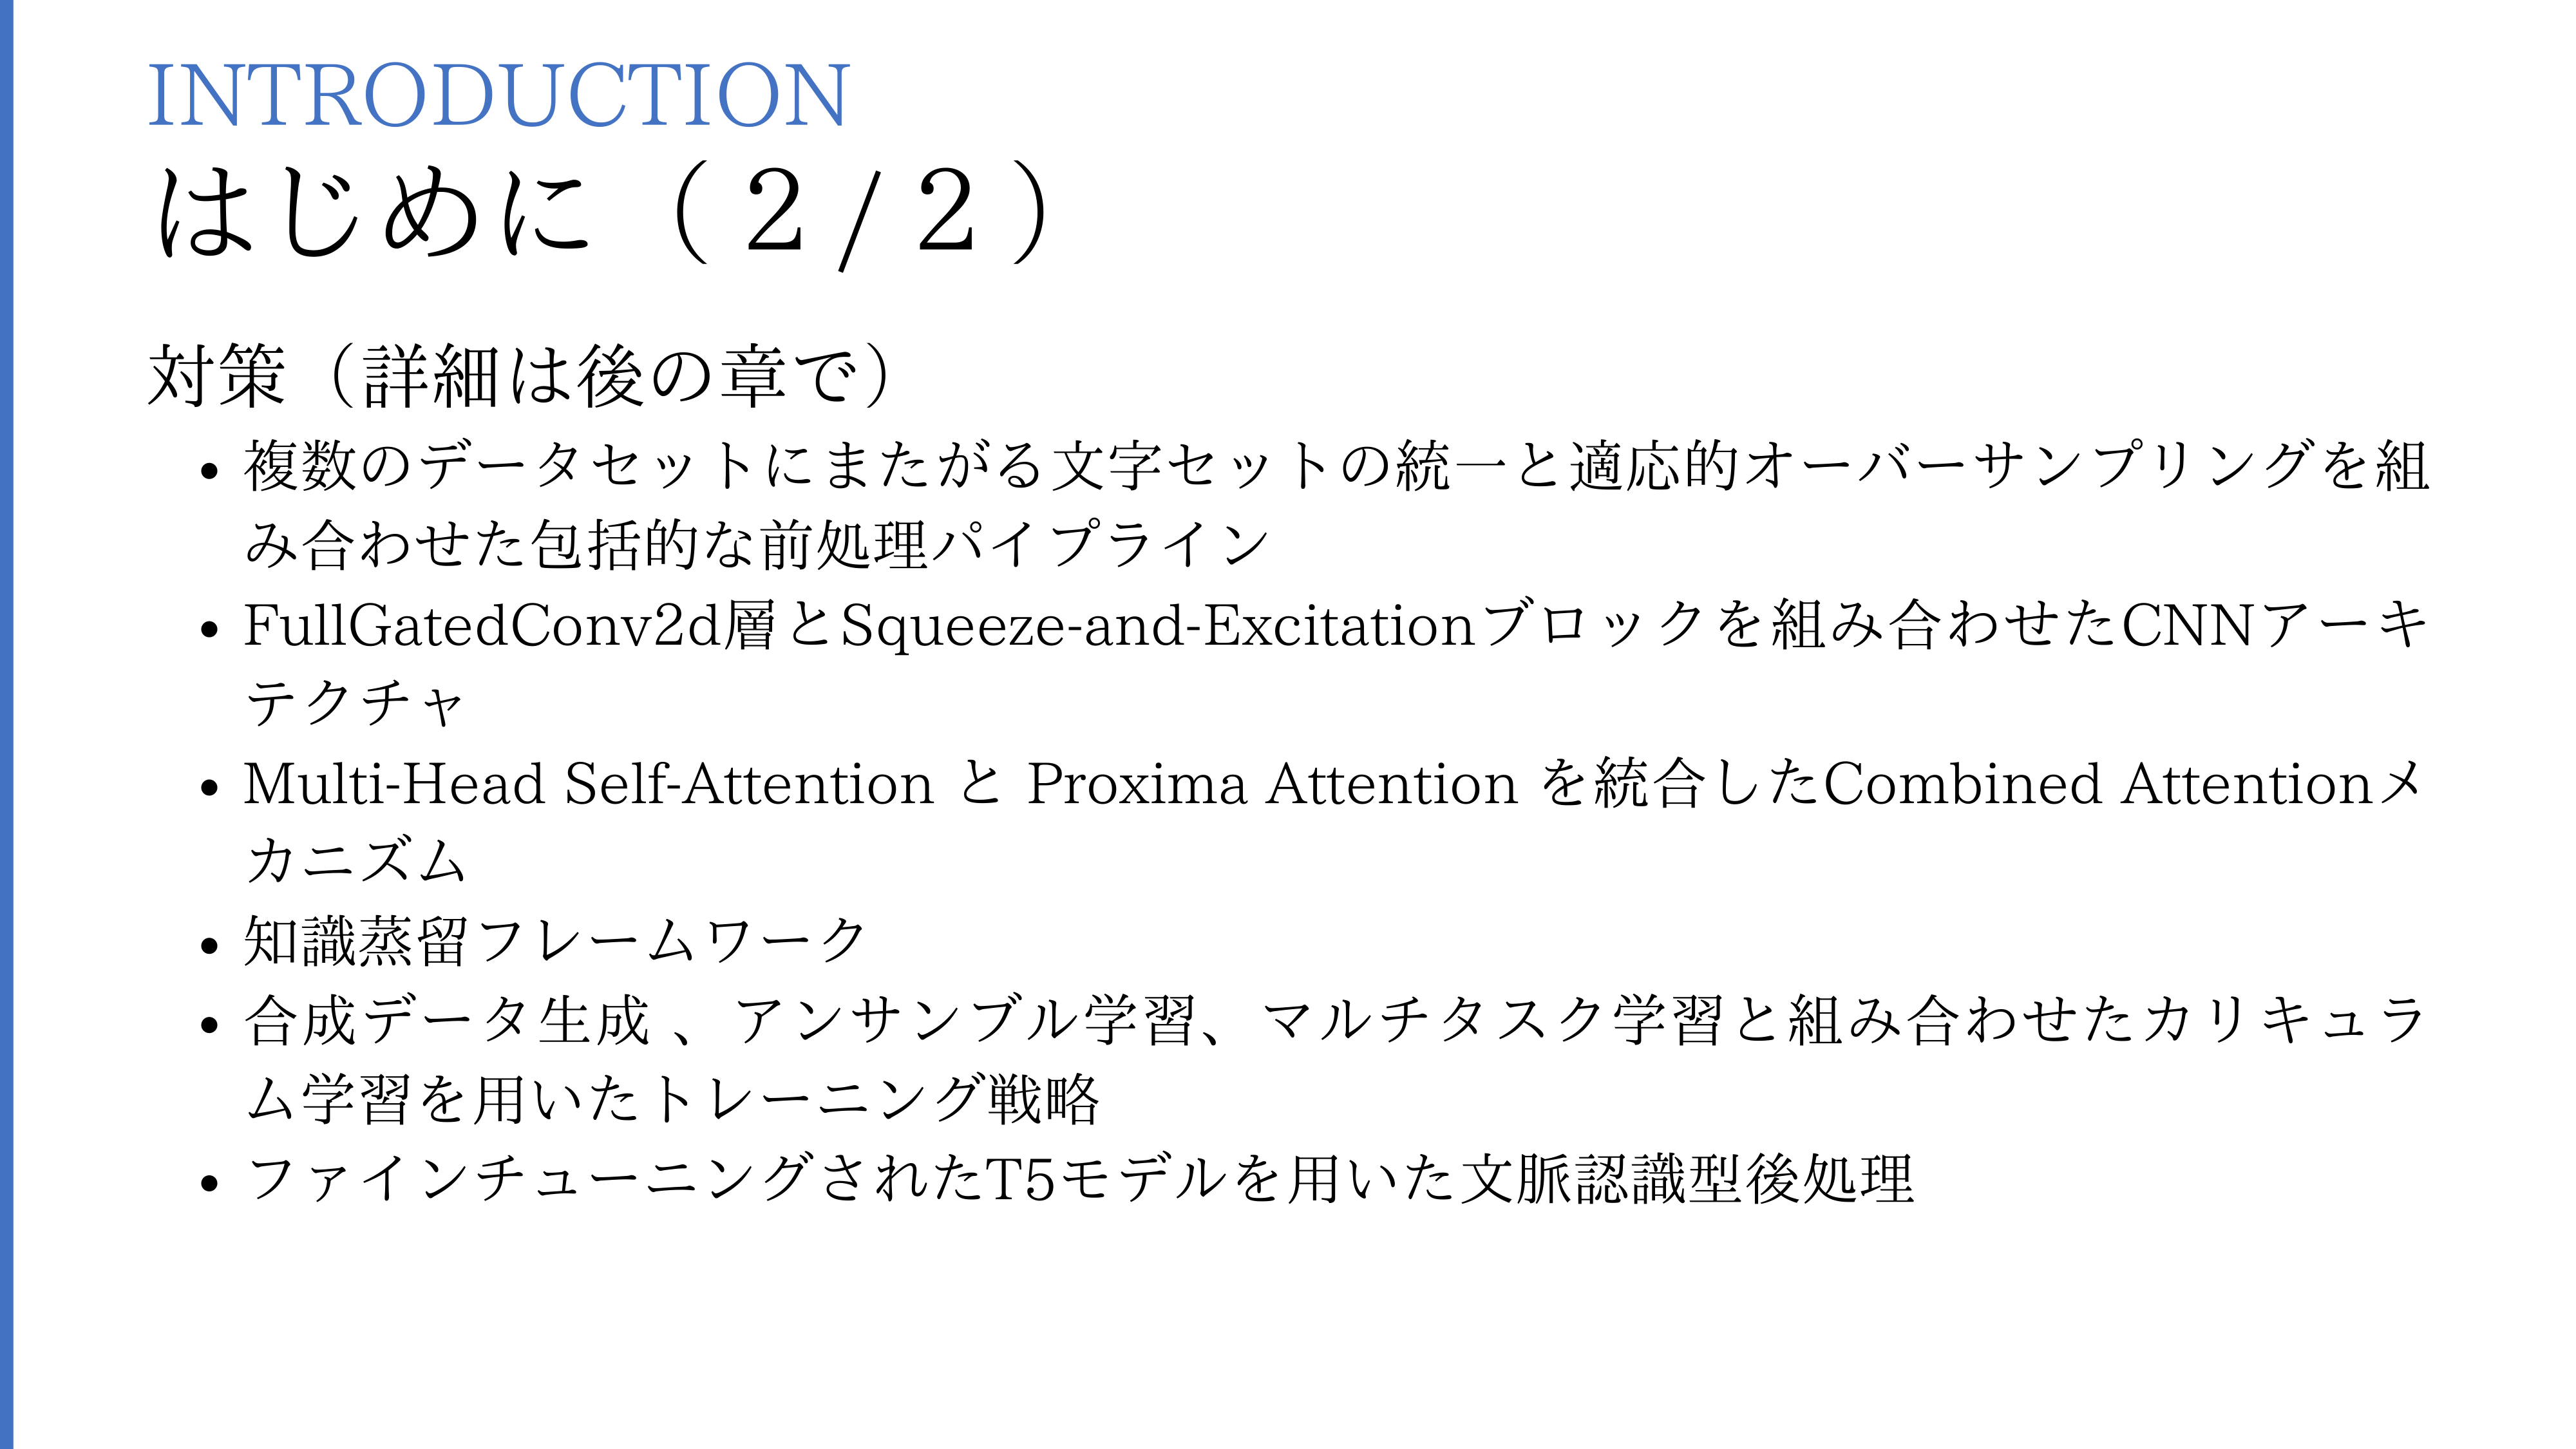 INTRODUCTION
はじめに（２/２）
対策（詳細は後の章で）
• 複数のデータセットにまたがる文字セットの統一と適応的オーバーサンプリングを組
み合わせた包括的な前処理パイプライン
• FullGatedConv2d層とSqueeze-and-Excitationブロックを組み合わせたCNNアーキ
テクチャ
• Multi-Head Self-Attention と Proxima Attention を統合したCombined Attentionメ
カニズム
• 知識蒸留フレームワーク
• 合成データ生成 、アンサンブル学習、マルチタスク学習と組み合わせたカリキュラ
ム学習を用いたトレーニング戦略
• ファインチューニングされたT5モデルを用いた文脈認識型後処理